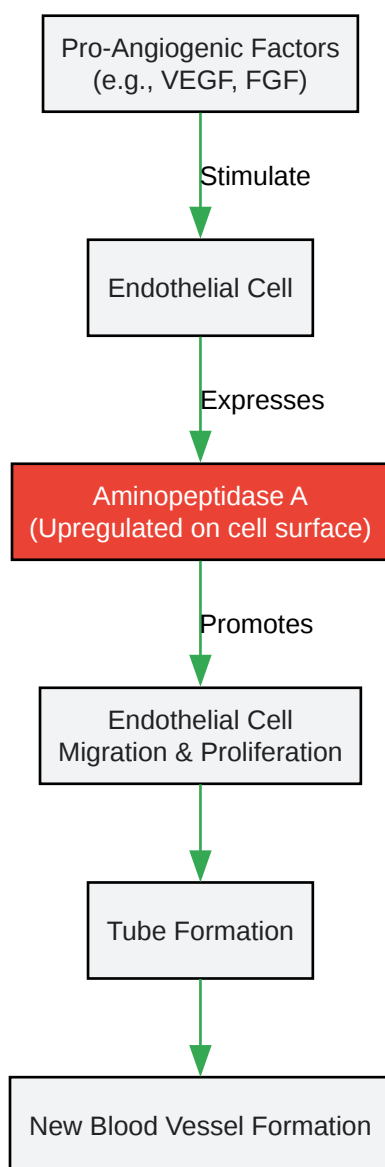 Pro-Angiogenic Factors
(e.g., VEGF, FGF)
Stimulate
Endothelial Cell
Expresses
Aminopeptidase A
(Upregulated on cell surface)
Promotes
Endothelial Cell
Migration & Proliferation
Tube Formation
New Blood Vessel Formation